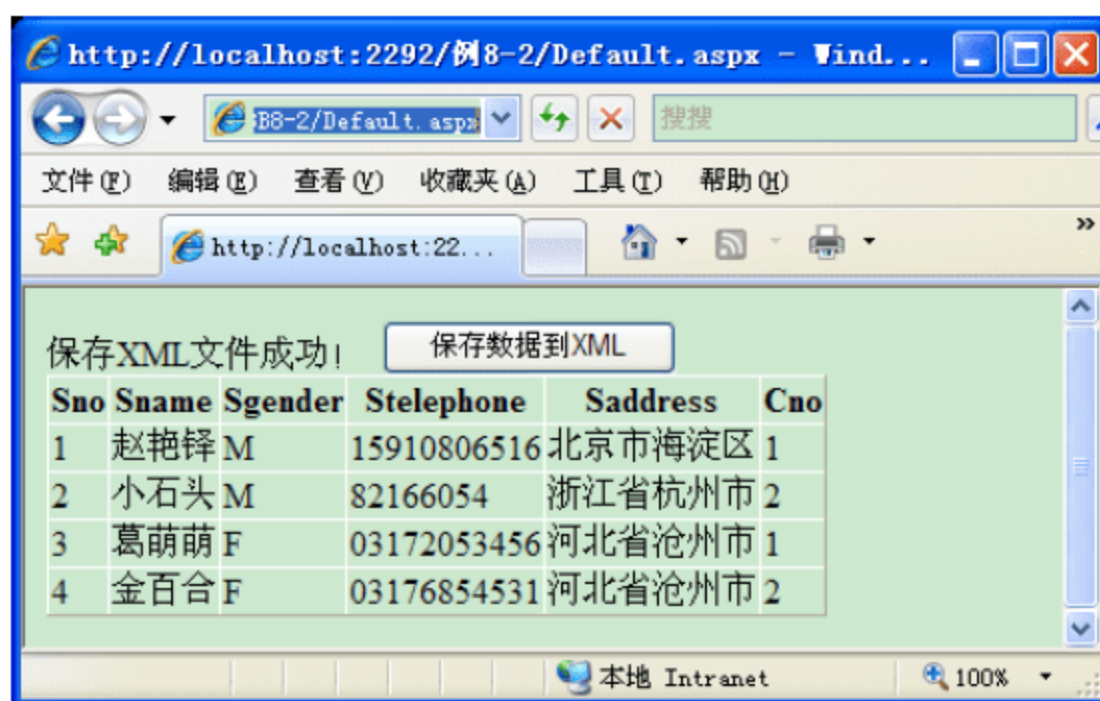 http://localhost:2292/例8-2/Default.aspx - Wind...
B8-2/Default.aspx 搜搜
文件(F) 编辑(E) 查看(V) 收藏夹(A) 工具(T) 帮助(H)
http://localhost:22... »
保存XML文件成功! 保存数据到XML
Sno Sname Sgender Stelephone Saddress Cno
1 赵艳铎 M 15910806516 北京市海淀区 1
2 小石头 M 82166054 浙江省杭州市 2
3 葛萌萌 F 03172053456 河北省沧州市 1
4 金百合 F 03176854531 河北省沧州市 2
本地 Intranet 100%